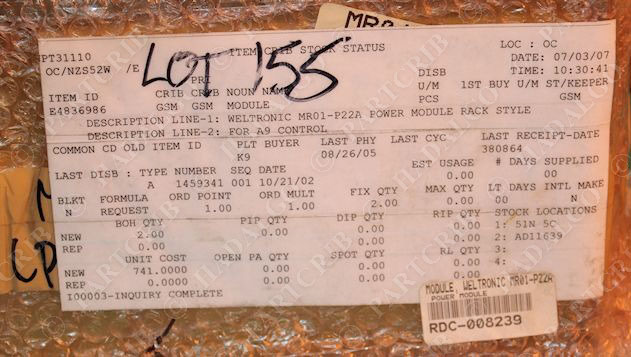 MR0
PT31110 ITEM CRIB STOCK STATUS LOC : OC
OC/NZS52W /E DATE: 07/03/07
LOT 155
PRI DISB TIME: 10:30:41
ITEM ID CRIB CRIB NOUN NAME U/M 1ST BUY U/M ST/KEEPER
E4836986 GSM GSM MODULE PCS GSM
DESCRIPTION LINE-1: WELTRONIC MR01-P22A POWER MODULE RACK STYLE
DESCRIPTION LINE-2: FOR A9 CONTROL
COMMON CD OLD ITEM ID PLT BUYER LAST PHY LAST CYC LAST RECEIPT-DATE
K9 08/26/05 380864
LAST DISB : TYPE NUMBER SEQ DATE EST USAGE # DAYS SUPPLIED
A 1459341 001 10/21/02 0.00 00
BLKT FORMULA ORD POINT ORD MULT FIX QTY MAX QTY LT DAYS INTL MAKE
N REQUEST 1.00 1.00 2.00 0.00 00 N
BOH QTY PIP QTY DIP QTY RIP QTY STOCK LOCATIONS
NEW 2.00 0.00 0.00 0.00 1: 5IN 5C
REP 0.00 0.00 2: AD11639
UNIT COST OPEN PA QTY SPOT QTY RL QTY 3:
NEW 741.0000 0.00 0.00 0.00 4:
REP 0.0000 0.00 0.00
I00003-INQUIRY COMPLETE
MODULE, WELTRONIC MR01-P22A
POWER MODULE
RDC-008239